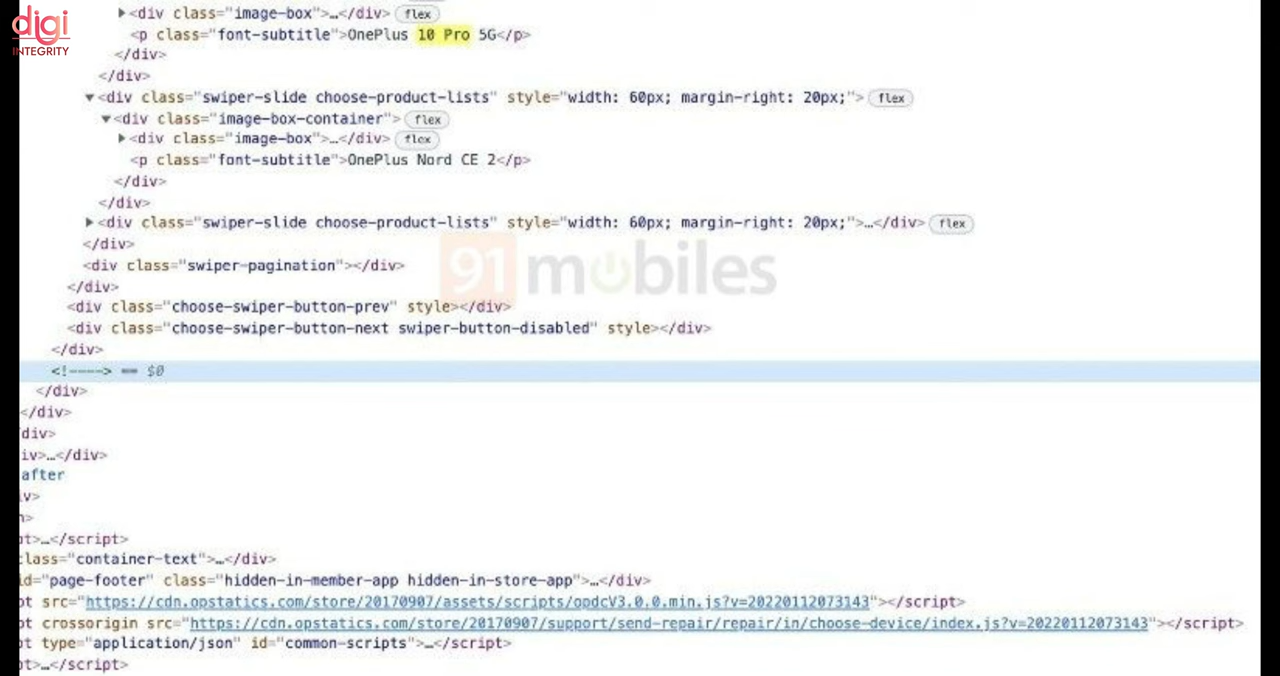 digi
INTEGRITY
▶<div class="image-box">…</div> flex
<p class="font-subtitle">OnePlus 10 Pro 5G</p>
</div>
</div>
▼<div class="swiper-slide choose-product-lists" style="width: 60px; margin-right: 20px;"> flex
▼<div class="image-box-container"> flex
▶<div class="image-box">…</div> flex
<p class="font-subtitle">OnePlus Nord CE 2</p>
</div>
</div>
▶<div class="swiper-slide choose-product-lists" style="width: 60px; margin-right: 20px;">…</div> flex
</div>
<div class="swiper-pagination"></div>
91mobiles
</div>
<div class="choose-swiper-button-prev" style></div>
<div class="choose-swiper-button-next swiper-button-disabled" style></div>
</div>
<!----> == $0
</div>
</div>
div>
iv>…</div>
after
v>
>
pt>…</script>
class="container-text">…</div>
id="page-footer" class="hidden-in-member-app hidden-in-store-app">…</div>
pt src="https://cdn.opstatics.com/store/20170907/assets/scripts/opdcV3.0.0.min.js?v=20220112073143"></script>
pt crossorigin src="https://cdn.opstatics.com/store/20170907/support/send-repair/repair/in/choose-device/index.js?v=20220112073143"></script>
pt type="application/json" id="common-scripts">…</script>
pt>…</script>